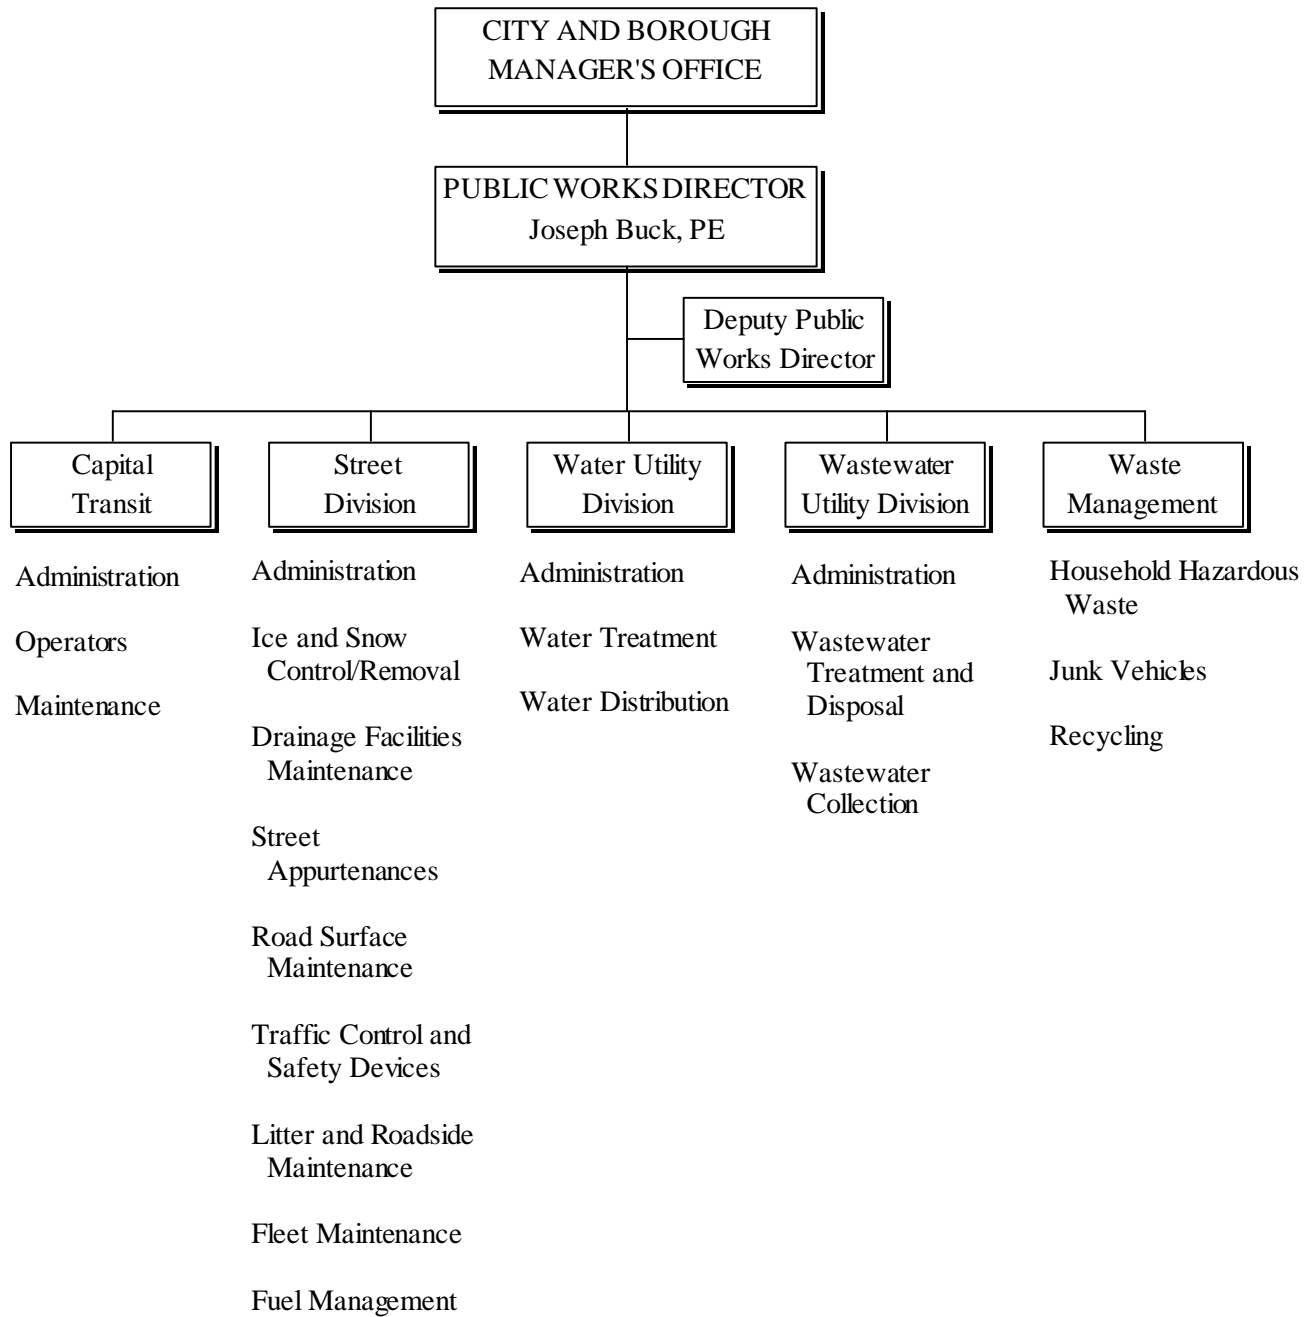 CITY AND BOROUGH
MANAGER'S OFFICE
PUBLIC WORKS DIRECTOR
Joseph Buck, PE
Deputy Public
Works Director
Capital
Transit
Administration
Operators
Maintenance
Street
Division
Administration
Ice and Snow
Control/Removal
Drainage Facilities
Maintenance
Street
Appurtenances
Road Surface
Maintenance
Traffic Control and
Safety Devices
Litter and Roadside
Maintenance
Fleet Maintenance
Fuel Management
Water Utility
Division
Administration
Water Treatment
Water Distribution
Wastewater
Utility Division
Administration
Wastewater
Treatment and
Disposal
Wastewater
Collection
Waste
Management
Household Hazardous
Waste
Junk Vehicles
Recycling